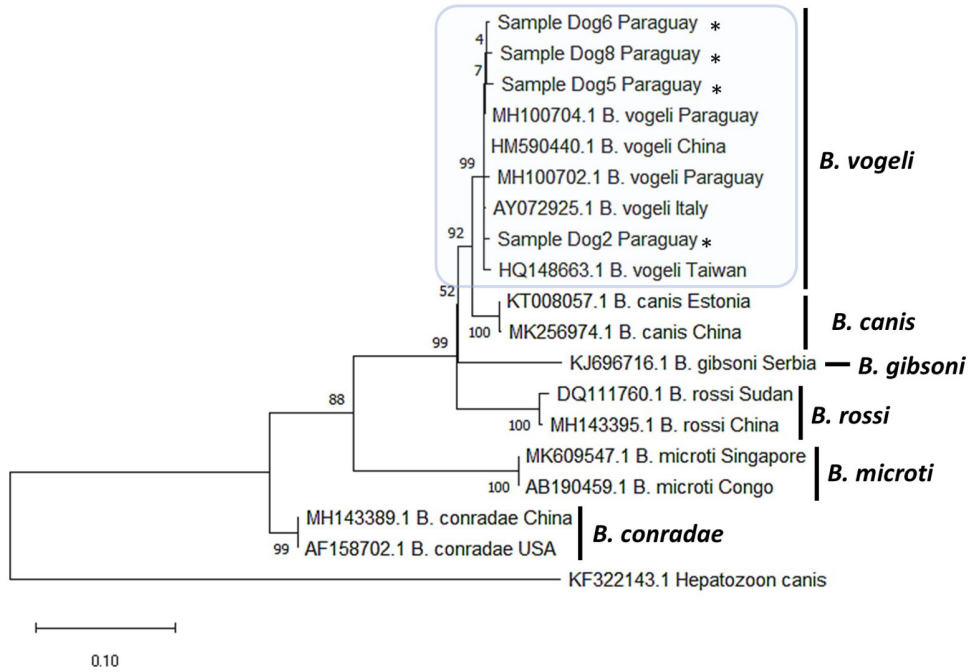 Sample Dog6 Paraguay *
4
Sample Dog8 Paraguay *
7
Sample Dog5 Paraguay *
MH100704.1 B. vogeli Paraguay
HM590440.1 B. vogeli China
B. vogeli
99
MH100702.1 B. vogeli Paraguay
AY072925.1 B. vogeli Italy
92
Sample Dog2 Paraguay *
HQ148663.1 B. vogeli Taiwan
52
KT008057.1 B. canis Estonia
B. canis
100
MK256974.1 B. canis China
99
KJ696716.1 B. gibsoni Serbia
B. gibsoni
88
DQ111760.1 B. rossi Sudan
B. rossi
100
MH143395.1 B. rossi China
MK609547.1 B. microti Singapore
B. microti
100
AB190459.1 B. microti Congo
MH143389.1 B. conradae China
B. conradae
99
AF158702.1 B. conradae USA
KF322143.1 Hepatozoon canis
0.10